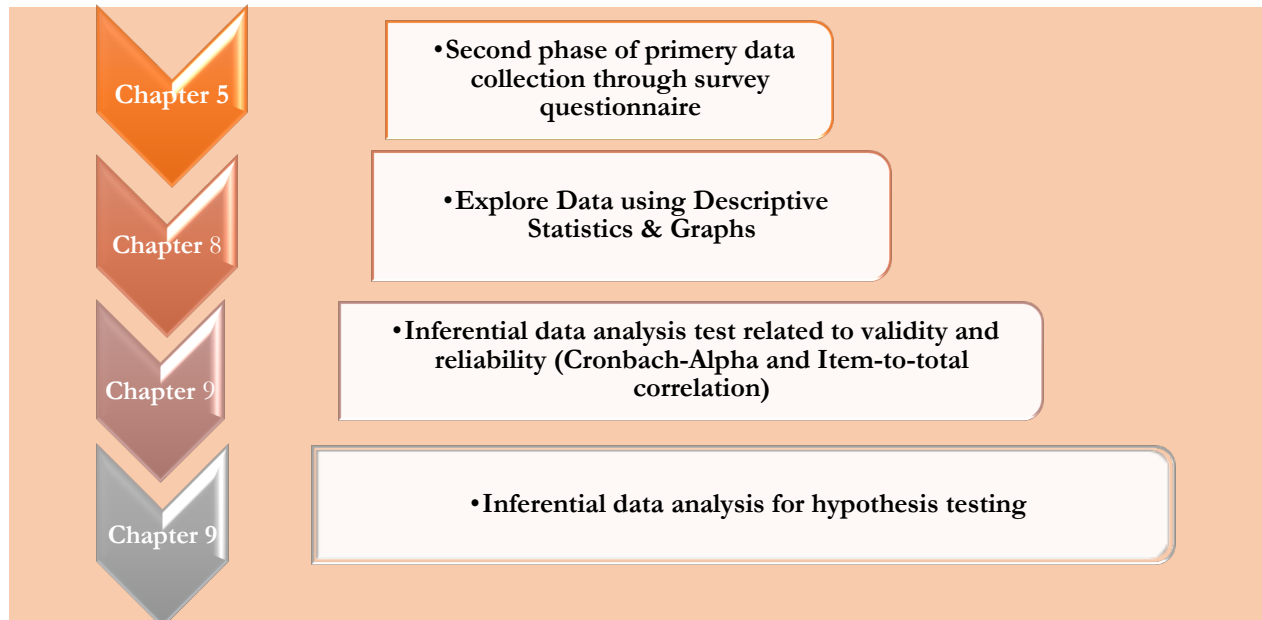 Chapter 5
•Second phase of primery data
collection through survey
questionnaire
Chapter 8
•Explore Data using Descriptive
Statistics & Graphs
Chapter 9
•Inferential data analysis test related to validity and
reliability (Cronbach-Alpha and Item-to-total
correlation)
Chapter 9
•Inferential data analysis for hypothesis testing